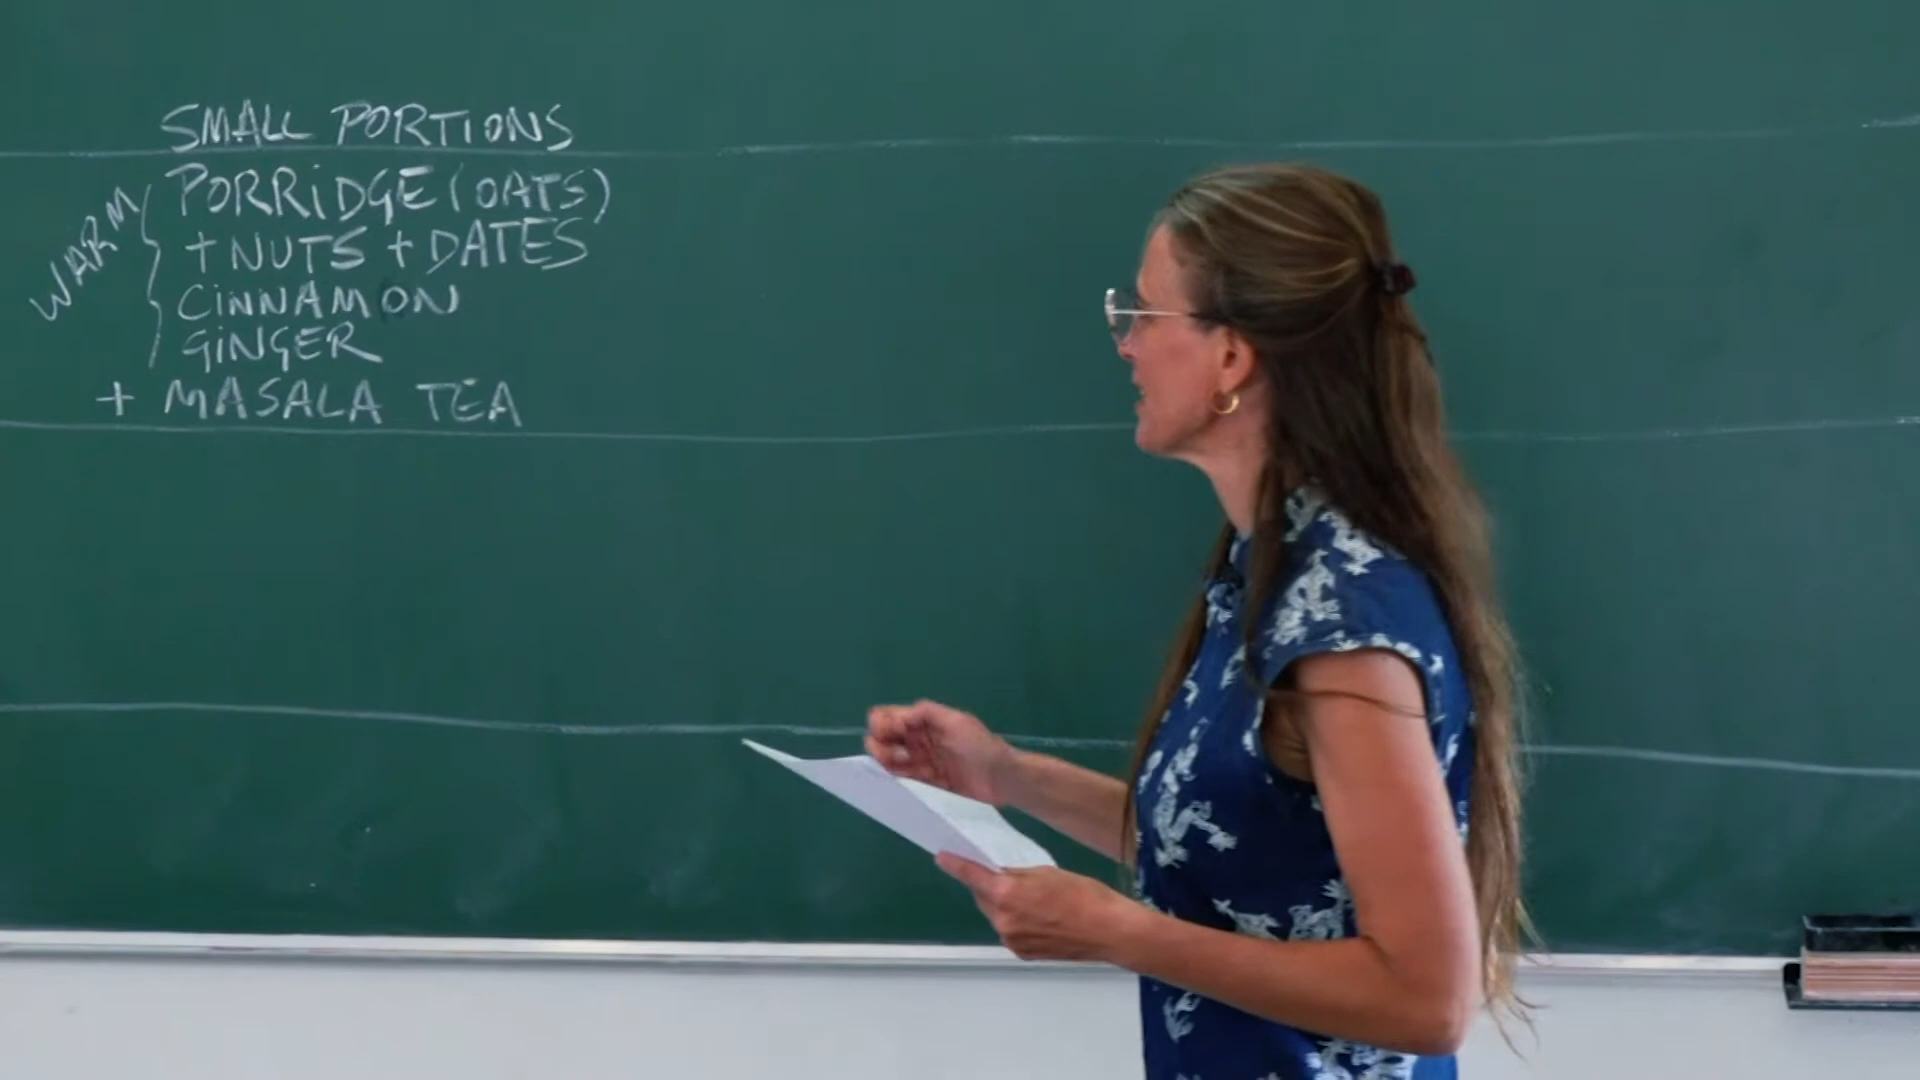 SMALL PORTIONS
WARM
PORRIDGE (OATS)
+ NUTS + DATES
CINNAMON
GINGER
+ MASALA TEA